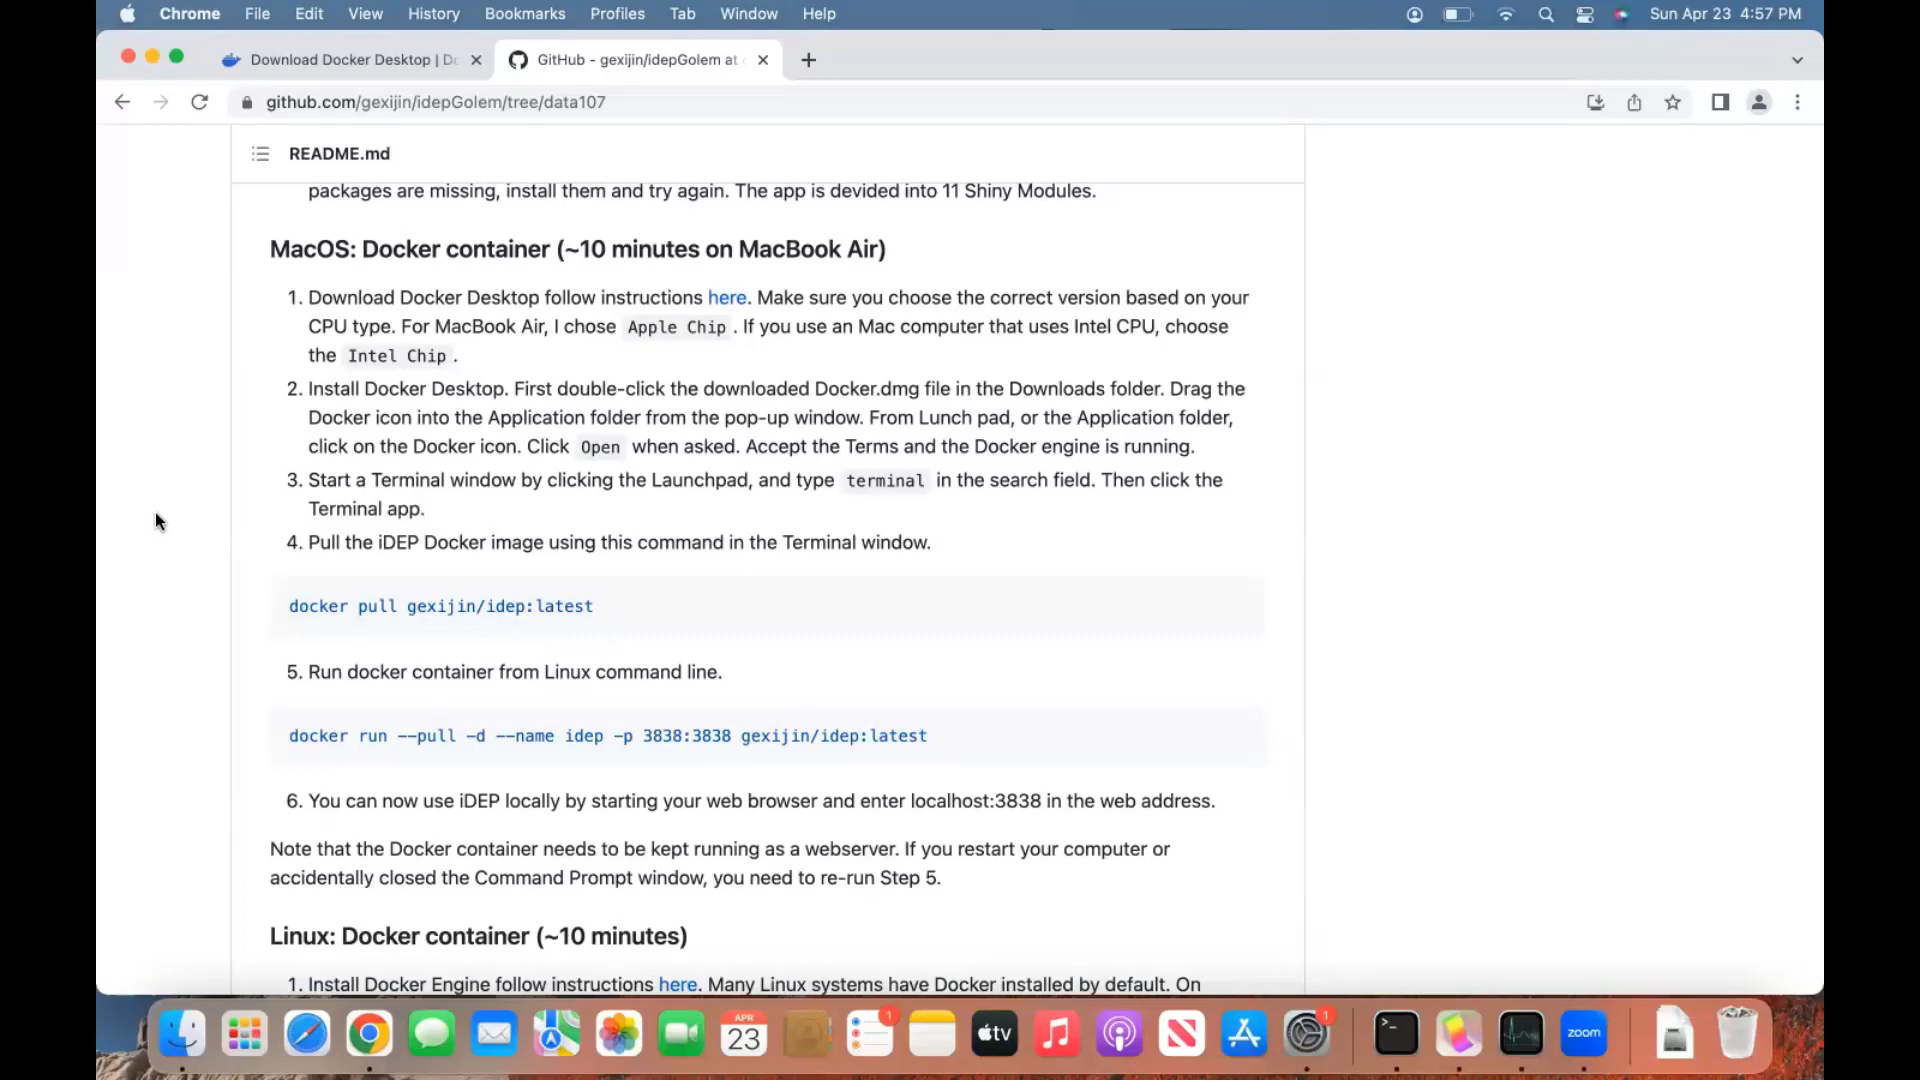 Chrome File Edit View History Bookmarks Profiles Tab Window Help Sun Apr 23 4:57 PM
Download Docker Desktop | Do GitHub - gexijin/idepGolem at
github.com/gexijin/idepGolem/tree/data107
README.md
packages are missing, install them and try again. The app is devided into 11 Shiny Modules.
MacOS: Docker container (~10 minutes on MacBook Air)
1. Download Docker Desktop follow instructions here. Make sure you choose the correct version based on your
CPU type. For MacBook Air, I chose Apple Chip . If you use an Mac computer that uses Intel CPU, choose
the Intel Chip .
2. Install Docker Desktop. First double-click the downloaded Docker.dmg file in the Downloads folder. Drag the
Docker icon into the Application folder from the pop-up window. From Lunch pad, or the Application folder,
click on the Docker icon. Click Open when asked. Accept the Terms and the Docker engine is running.
3. Start a Terminal window by clicking the Launchpad, and type terminal in the search field. Then click the
Terminal app.
4. Pull the iDEP Docker image using this command in the Terminal window.
docker pull gexijin/idep:latest
5. Run docker container from Linux command line.
docker run --pull -d --name idep -p 3838:3838 gexijin/idep:latest
6. You can now use iDEP locally by starting your web browser and enter localhost:3838 in the web address.
Note that the Docker container needs to be kept running as a webserver. If you restart your computer or
accidentally closed the Command Prompt window, you need to re-run Step 5.
Linux: Docker container (~10 minutes)
1. Install Docker Engine follow instructions here. Many Linux systems have Docker installed by default. On
APR
23
1
tv
1
zoom